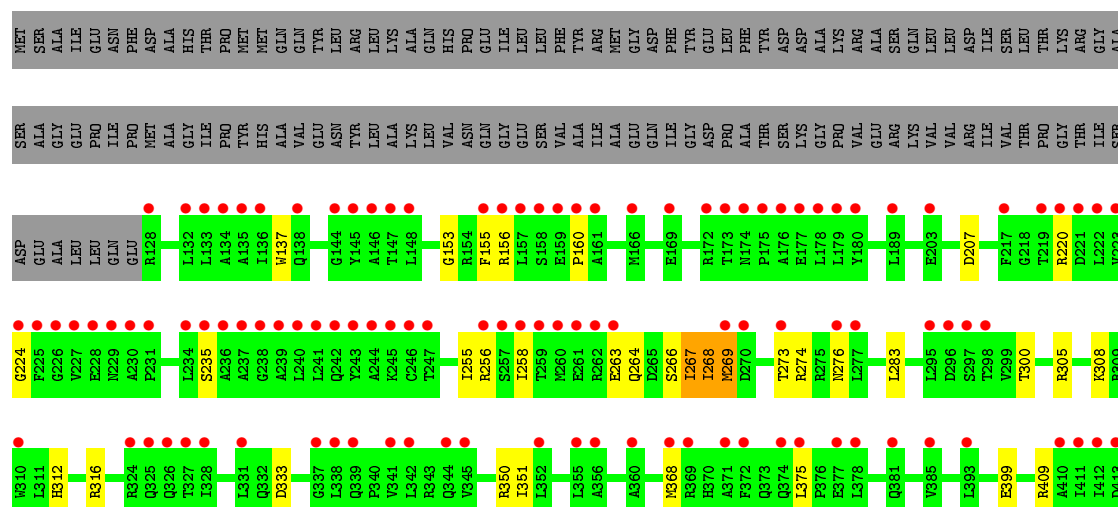 MET SER ALA ILE GLU ASN PHE ASP ALA HIS THR PRO MET MET GLN GLN TYR LEU ARG LEU LYS ALA GLN HIS PRO GLU ILE LEU LEU PHE TYR ARG MET GLY ASP PHE TYR GLU LEU PHE TYR ASP ASP ALA LYS ARG ALA SER GLN LEU LEU ASP ILE SER LEU THR LYS ARG GLY ALA
SER ALA GLY GLU PRO ILE PRO MET ALA GLY ILE PRO TYR HIS ALA VAL GLU ASN TYR LEU ALA LYS LEU VAL ASN GLN GLY GLU SER VAL ALA ILE ALA GLU GLN ILE GLY ASP PRO ALA THR SER LYS GLY PRO VAL GLU ARG LYS VAL VAL ARG ILE VAL THR PRO GLY THR ILE SER
ASP GLU ALA LEU LEU GLN GLU R128 L132 L133 A134 A135 I136 W137 Q138 G144 Y145 A146 T147 L148 G153 R154 F155 R156 L157 S158 E159 P160 A161 M166 E169 R172 T173 N174 P175 A176 E177 L178 L179 Y180 L189 E203 D207 F217 G218 T219 R220 D221 L222 V223
G224 F225 G226 V227 E228 N229 A230 P231 L234 S235 A236 A237 G238 A239 L240 L241 Q242 Y243 A244 K245 C246 T247 I255 R256 S257 I258 T259 M260 E261 R262 E263 Q264 D265 S266 I267 I268 M269 D270 T273 R274 R275 N276 L277 L283 L295 D296 S297 T298 V299 T300 R305 K308 R309
W310 L311 H312 R316 R324 Q325 Q326 T327 I328 L331 Q332 D333 G337 L338 Q339 P340 V341 L342 R343 Q344 V345 R350 I351 L352 L355 A356 A360 M368 R369 H370 A371 F372 Q373 Q374 L375 P376 E377 L378 Q381 V385 L393 E399 R409 A410 I411 I412 D413